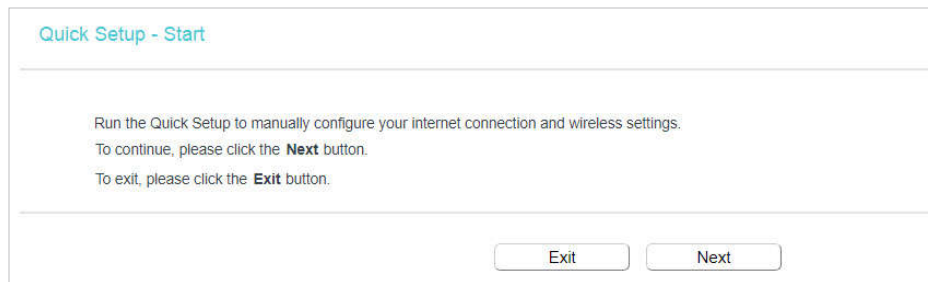 Quick Setup - Start
Run the Quick Setup to manually configure your internet connection and wireless settings.
To continue, please click the Next button.
To exit, please click the Exit button.
Exit Next